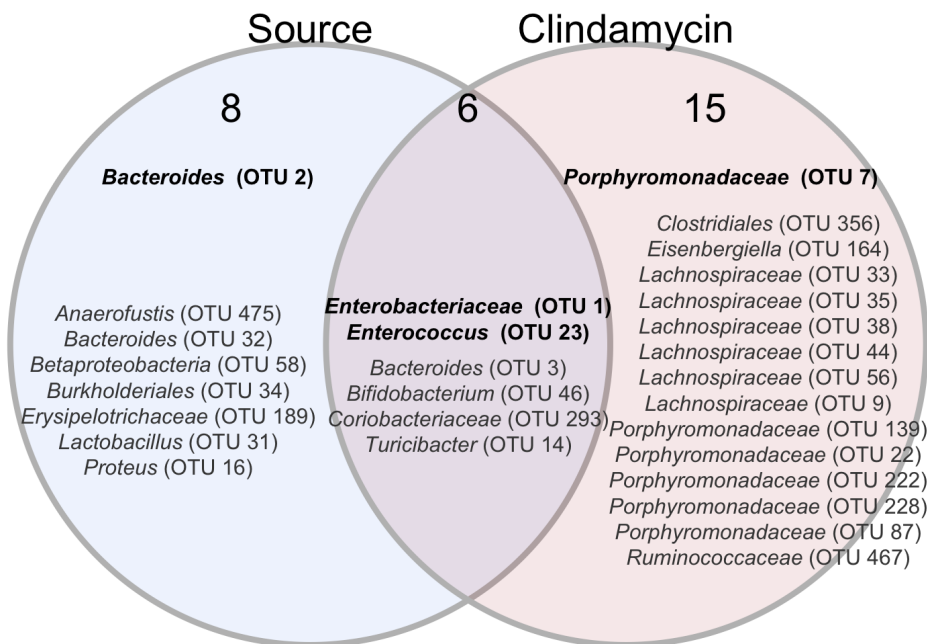 Source
Clindamycin
8
6
15
Bacteroides (OTU 2)
Porphyromonadaceae (OTU 7)
Clostridiales (OTU 356)
Eisenbergiella (OTU 164)
Lachnospiraceae (OTU 33)
Lachnospiraceae (OTU 35)
Lachnospiraceae (OTU 38)
Lachnospiraceae (OTU 44)
Lachnospiraceae (OTU 56)
Lachnospiraceae (OTU 9)
Porphyromonadaceae (OTU 139)
Porphyromonadaceae (OTU 22)
Porphyromonadaceae (OTU 222)
Porphyromonadaceae (OTU 228)
Porphyromonadaceae (OTU 87)
Ruminococcaceae (OTU 467)
Enterobacteriaceae (OTU 1)
Enterococcus (OTU 23)
Bacteroides (OTU 3)
Bifidobacterium (OTU 46)
Coriobacteriaceae (OTU 293)
Turicibacter (OTU 14)
Anaerofustis (OTU 475)
Bacteroides (OTU 32)
Betaproteobacteria (OTU 58)
Burkholderiales (OTU 34)
Erysipelotrichaceae (OTU 189)
Lactobacillus (OTU 31)
Proteus (OTU 16)